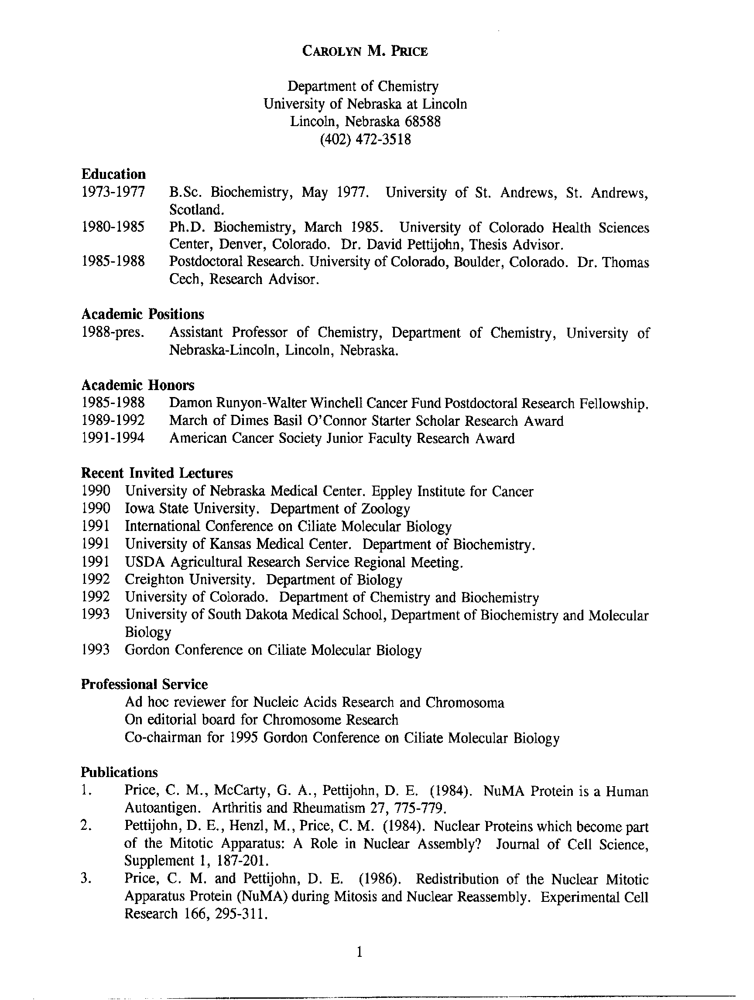 CAROLYN M. PRICE
Department of Chemistry
University of Nebraska at Lincoln
Lincoln, Nebraska 68588
(402) 472-3518
Education
1973-1977 B.Sc. Biochemistry, May 1977. University of St. Andrews, St. Andrews,
Scotland.
1980-1985 Ph.D. Biochemistry, March 1985. University of Colorado Health Sciences
Center, Denver, Colorado. Dr. David Pettijohn, Thesis Advisor.
1985-1988 Postdoctoral Research. University of Colorado, Boulder, Colorado. Dr. Thomas
Cech, Research Advisor.
Academic Positions
1988-pres. Assistant Professor of Chemistry, Department of Chemistry, University of
Nebraska-Lincoln, Lincoln, Nebraska.
Academic Honors
1985-1988 Damon Runyon-Walter Winchell Cancer Fund Postdoctoral Research Fellowship.
1989-1992 March of Dimes Basil O'Connor Starter Scholar Research Award
1991-1994 American Cancer Society Junior Faculty Research Award
Recent Invited Lectures
1990 University of Nebraska Medical Center. Eppley Institute for Cancer
1990 Iowa State University. Department of Zoology
1991 International Conference on Ciliate Molecular Biology
1991 University of Kansas Medical Center. Department of Biochemistry.
1991 USDA Agricultural Research Service Regional Meeting.
1992 Creighton University. Department of Biology
1992 University of Colorado. Department of Chemistry and Biochemistry
1993 University of South Dakota Medical School, Department of Biochemistry and Molecular
Biology
1993 Gordon Conference on Ciliate Molecular Biology
Professional Service
Ad hoc reviewer for Nucleic Acids Research and Chromosoma
On editorial board for Chromosome Research
Co-chairman for 1995 Gordon Conference on Ciliate Molecular Biology
Publications
1. Price, C. M., McCarty, G. A., Pettijohn, D. E. (1984). NuMA Protein is a Human
Autoantigen. Arthritis and Rheumatism 27, 775-779.
2. Pettijohn, D. E., Henzl, M., Price, C. M. (1984). Nuclear Proteins which become part
of the Mitotic Apparatus: A Role in Nuclear Assembly? Journal of Cell Science,
Supplement 1, 187-201.
3. Price, C. M. and Pettijohn, D. E. (1986). Redistribution of the Nuclear Mitotic
Apparatus Protein (NuMA) during Mitosis and Nuclear Reassembly. Experimental Cell
Research 166, 295-311.
1